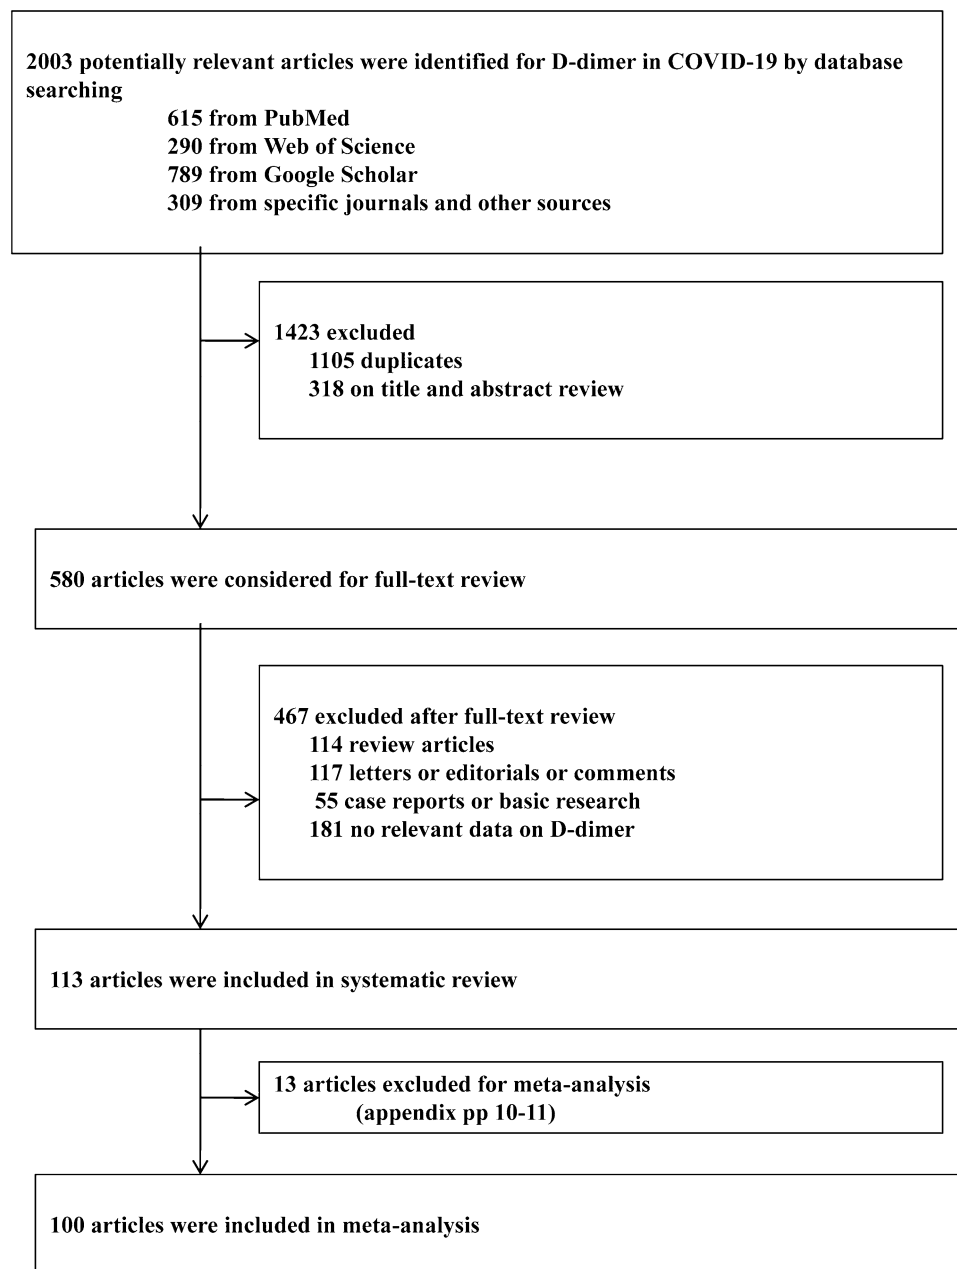 2003 potentially relevant articles were identified for D-dimer in COVID-19 by database
searching
615 from PubMed
290 from Web of Science
789 from Google Scholar
309 from specific journals and other sources
1423 excluded
1105 duplicates
318 on title and abstract review
580 articles were considered for full-text review
467 excluded after full-text review
114 review articles
117 letters or editorials or comments
55 case reports or basic research
181 no relevant data on D-dimer
113 articles were included in systematic review
13 articles excluded for meta-analysis
(appendix pp 10-11)
100 articles were included in meta-analysis